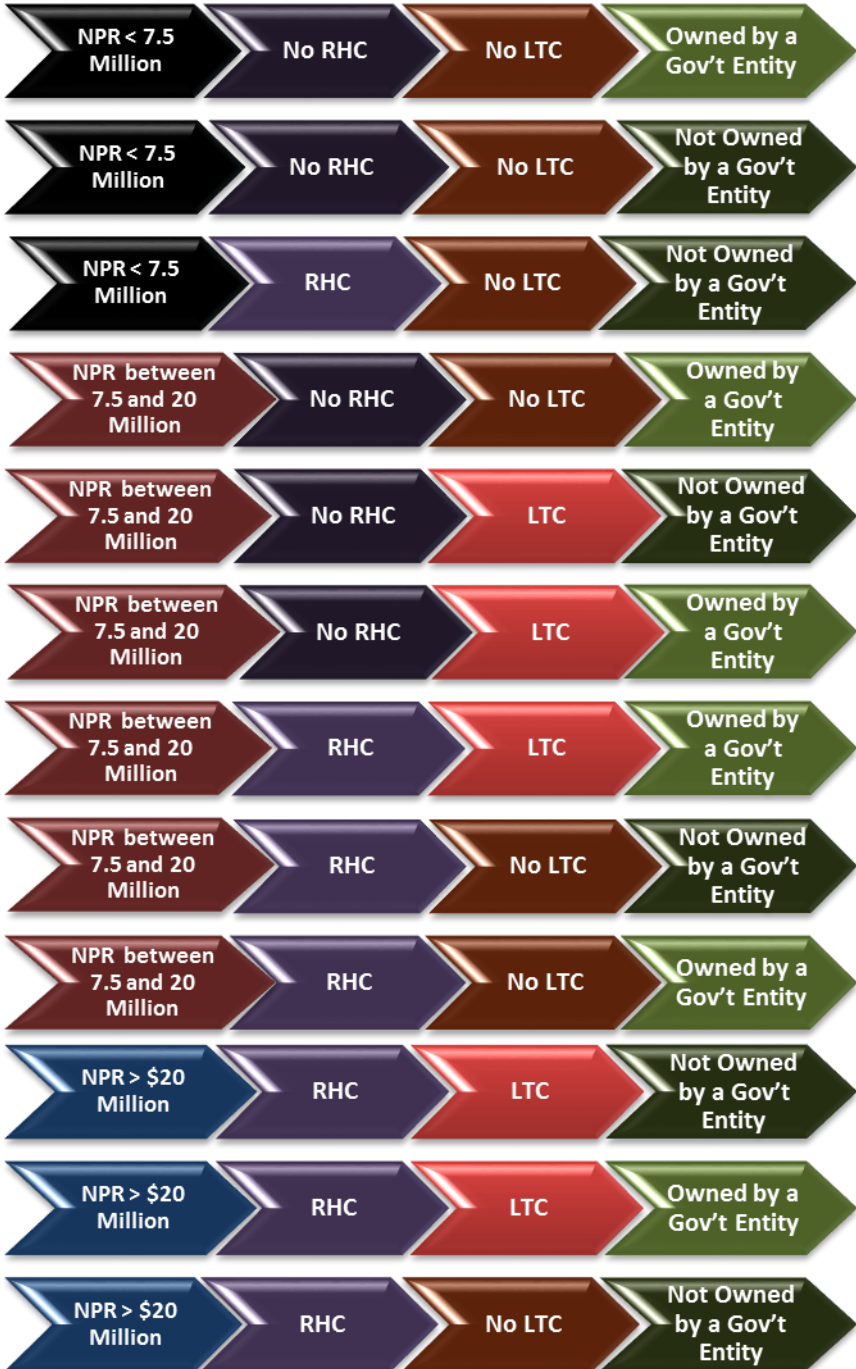 NPR < 7.5
Million
No RHC
No LTC
Owned by a
Gov't Entity
NPR < 7.5
Million
No RHC
No LTC
Not Owned
by a Gov't
Entity
NPR < 7.5
Million
RHC
No LTC
Not Owned
by a Gov't
Entity
NPR between
7.5 and 20
Million
No RHC
No LTC
Owned by
a Gov't
Entity
NPR between
7.5 and 20
Million
No RHC
LTC
Not Owned
by a Gov't
Entity
NPR between
7.5 and 20
Million
No RHC
LTC
Owned by
a Gov't
Entity
NPR between
7.5 and 20
Million
RHC
LTC
Owned by
a Gov't
Entity
NPR between
7.5 and 20
Million
RHC
No LTC
Not Owned
by a Gov't
Entity
NPR between
7.5 and 20
Million
RHC
No LTC
Owned by a
Gov't Entity
NPR > $20
Million
RHC
LTC
Not Owned
by a Gov't
Entity
NPR > $20
Million
RHC
LTC
Owned by a
Gov't Entity
NPR > $20
Million
RHC
No LTC
Not Owned
by a Gov't
Entity